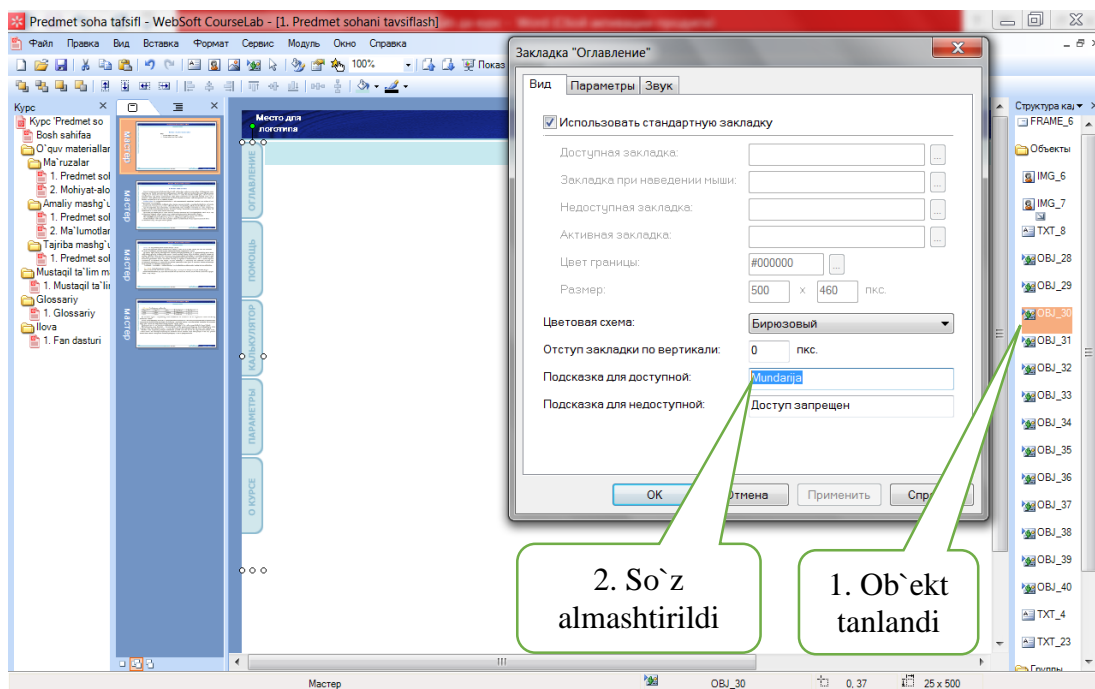 Predmet soha tafsifl - WebSoft CourseLab - [1. Predmet sohani tavsiflash]
Файл Правка Вид Вставка Формат Сервис Модуль Окно Справка
100% Показ
Курс
Курс 'Predmet so
Bosh sahifaa
O`quv materiallar
Ma`ruzalar
1. Predmet sol
2. Mohiyat-alo
Amaliy mashg`u
1. Predmet sol
2. Ma`lumotlar
Tajriba mashg`u
1. Predmet sol
Mustaqil ta`lim m
1. Mustaqil ta`li
Glossariy
1. Glossariy
Ilova
1. Fan dasturi
мастер
мастер
мастер
мастер
Место для
логотипа
ОГЛАВЛЕНИЕ
ПОМОЩЬ
КАЛЬКУЛЯТОР
ПАРАМЕТРЫ
О КУРСЕ
Закладка "Оглавление"
Вид Параметры Звук
Использовать стандартную закладку
Доступная закладка: ...
Закладка при наведении мыши: ...
Недоступная закладка: ...
Активная закладка: ...
Цвет границы: #000000 ...
Размер: 500 x 460 пкс.
Цветовая схема: Бирюзовый
Отступ закладки по вертикали: 0 пкс.
Подсказка для доступной: Mundarija
Подсказка для недоступной: Доступ запрещен
OK Отмена Применить Спр
2. So`z
almashtirildi
1. Ob`ekt
tanlandi
Структура ка
FRAME_6
Объекты
IMG_6
IMG_7
TXT_8
OBJ_28
OBJ_29
OBJ_30
OBJ_31
OBJ_32
OBJ_33
OBJ_34
OBJ_35
OBJ_36
OBJ_37
OBJ_38
OBJ_39
OBJ_40
TXT_4
TXT_23
Группы
Мастер OBJ_30 0, 37 25 x 500